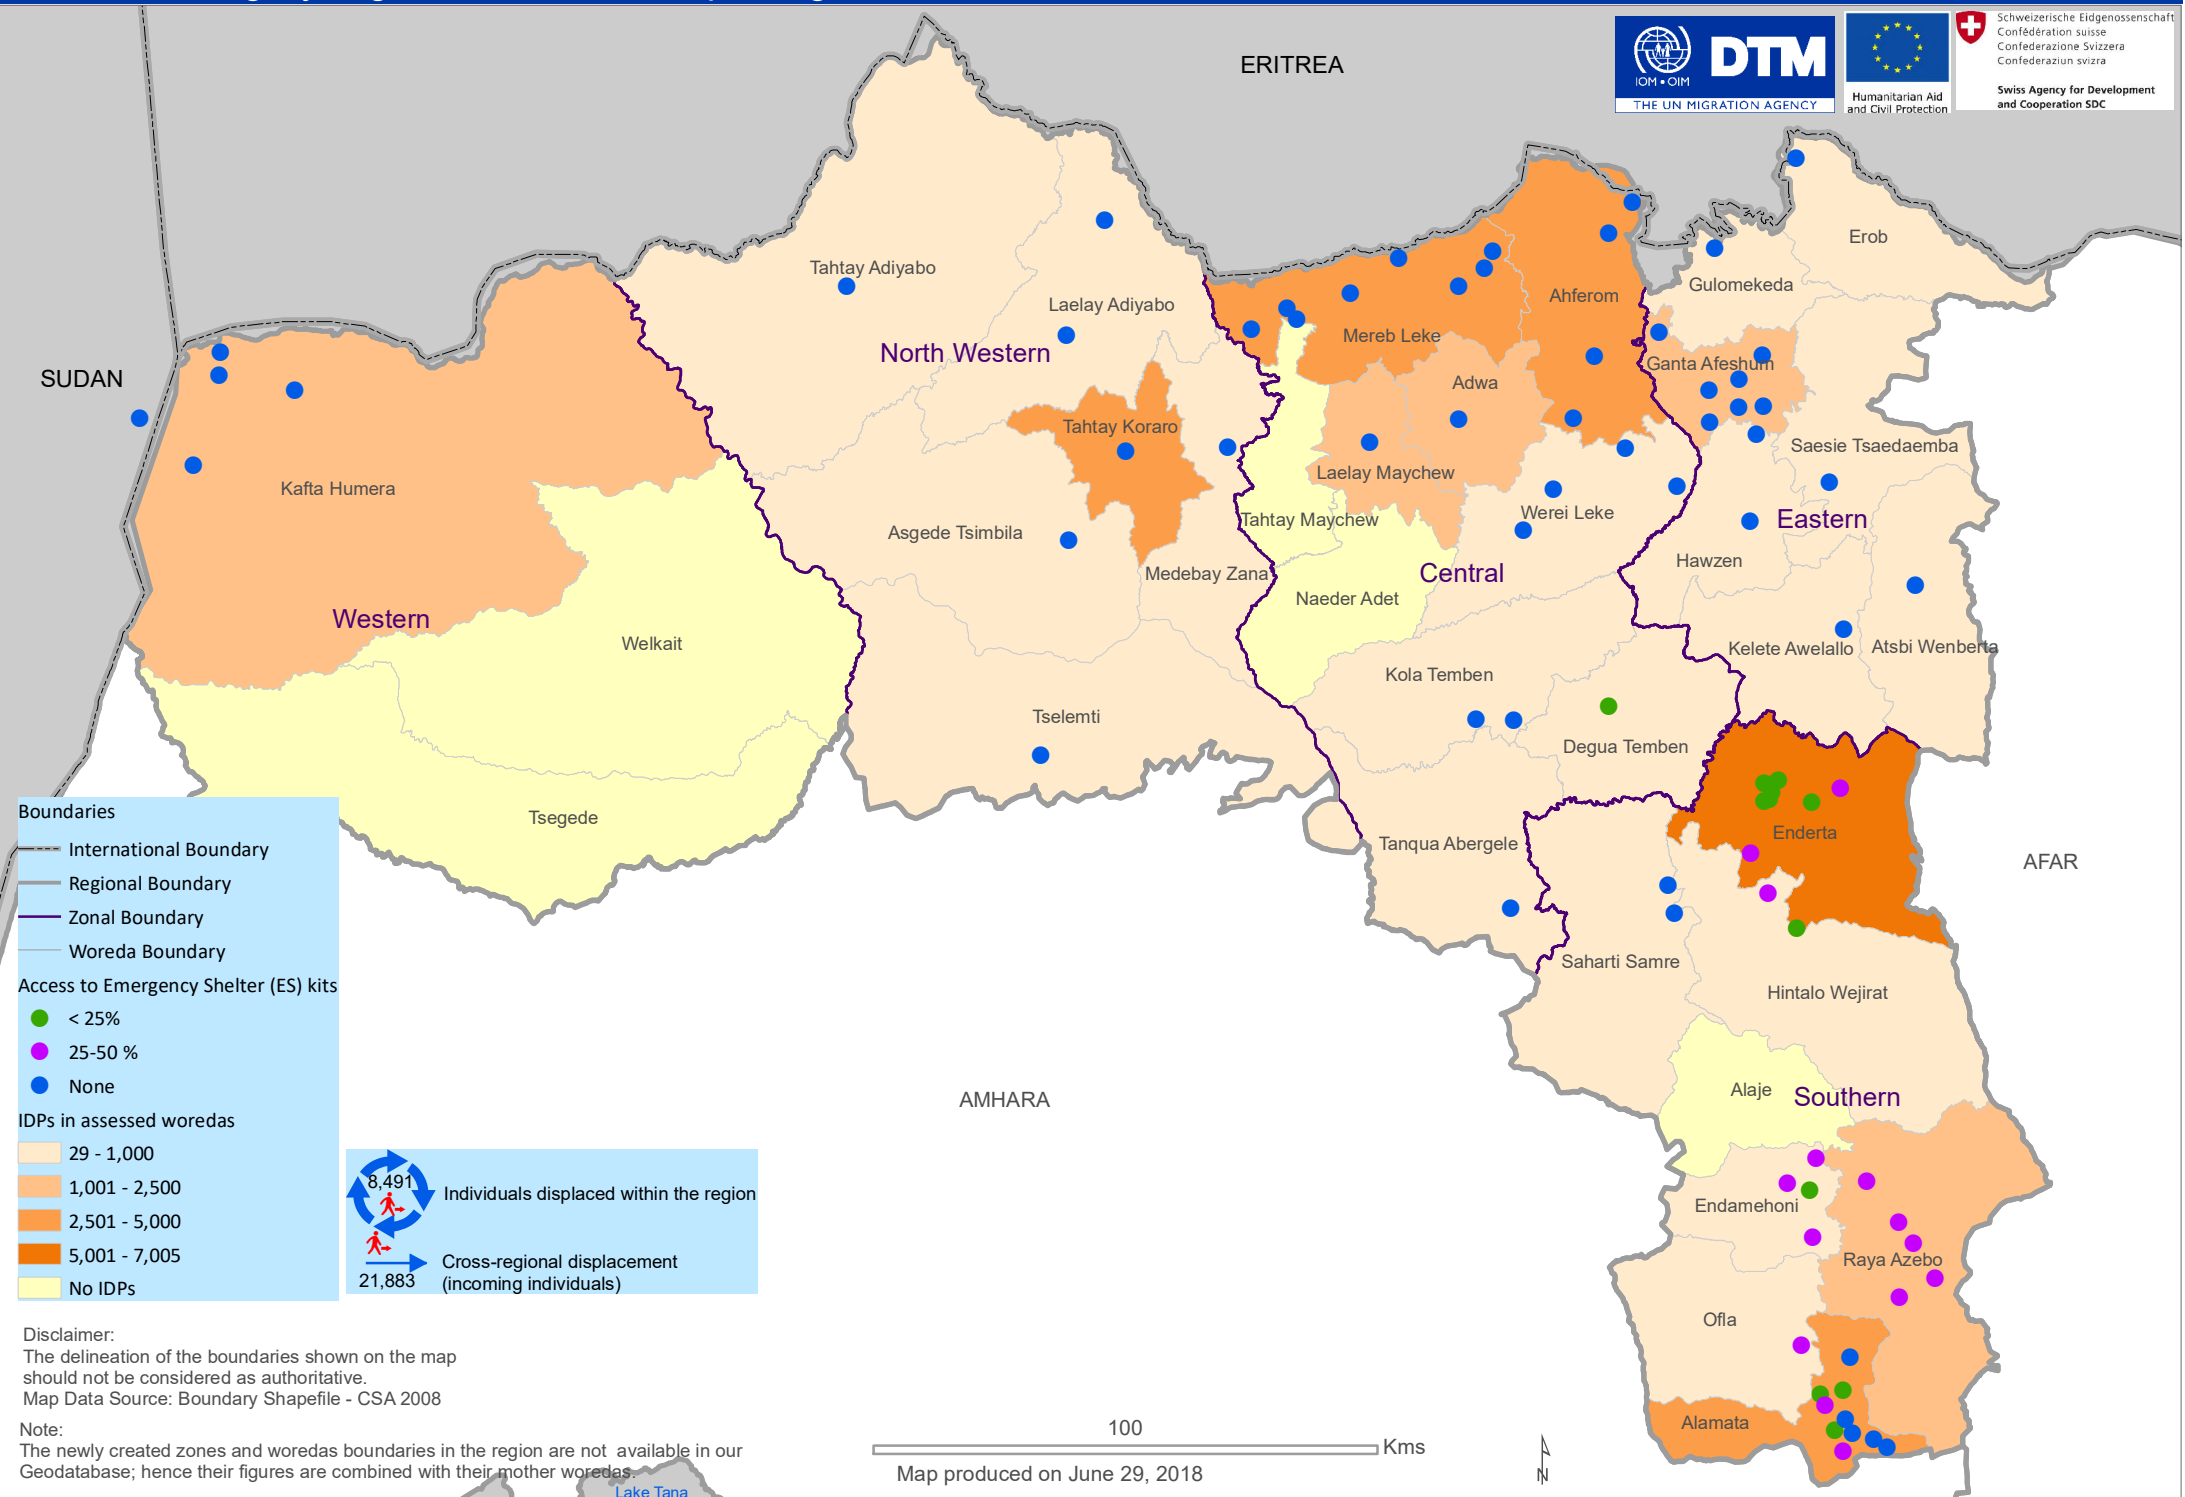 ERITREA
IOM • OIM
DTM
THE UN MIGRATION AGENCY
Humanitarian Aid
and Civil Protection
Schweizerische Eidgenossenschaft
Confédération suisse
Confederazione Svizzera
Confederaziun svizra
Swiss Agency for Development
and Cooperation SDC
Erob
Tahtay Adiyabo
Gulomekeda
Laelay Adiyabo
Ahferom
Mereb Leke
North Western
SUDAN
Ganta Afeshum
Adwa
Tahtay Koraro
Saesie Tsaedaemba
Laelay Maychew
Kafta Humera
Werei Leke
Tahtay Maychew
Eastern
Asgede Tsimbila
Hawzen
Medebay Zana
Central
Naeder Adet
Western
Welkait
Kelete Awelallo
Atsbi Wenberta
Kola Temben
Tselemti
Degua Temben
Tsegede
Enderta
Tanqua Abergele
AFAR
Saharti Samre
Hintalo Wejirat
Alaje
Southern
AMHARA
Endamehoni
Raya Azebo
Ofla
Alamata
Boundaries
International Boundary
Regional Boundary
Zonal Boundary
Woreda Boundary
Access to Emergency Shelter (ES) kits
< 25%
25-50 %
None
IDPs in assessed woredas
29 - 1,000
1,001 - 2,500
2,501 - 5,000
5,001 - 7,005
No IDPs
8,491
Individuals displaced within the region
Cross-regional displacement
21,883
(incoming individuals)
Disclaimer:
The delineation of the boundaries shown on the map
should not be considered as authoritative.
Map Data Source: Boundary Shapefile - CSA 2008
Note:
The newly created zones and woredas boundaries in the region are not available in our
Geodatabase; hence their figures are combined with their mother woredas.
Lake Tana
100
Kms
Map produced on June 29, 2018
N